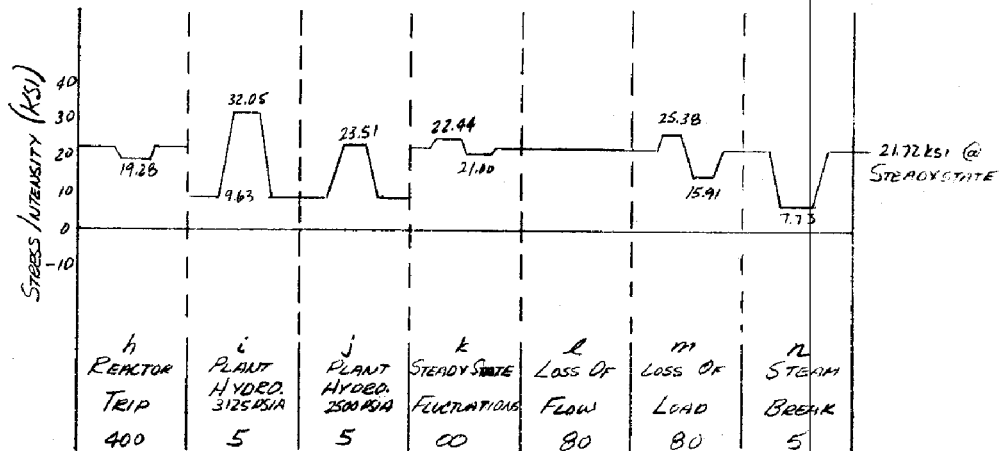 STRESS INTENSITY (KSI)
40
30
20
10
0
-10
19.28
32.05
9.63
23.51
22.44
21.00
25.38
15.91
7.73
21.72 KSI @
STEADY STATE
h
REACTOR
TRIP
400
i
PLANT
HYDRO.
3125 PSIA
5
j
PLANT
HYDRO.
2500 PSIA
5
k
STEADY STATE
FLUCTUATIONS
∞
l
LOSS OF
FLOW
80
m
LOSS OF
LOAD
80
n
STEAM
BREAK
5